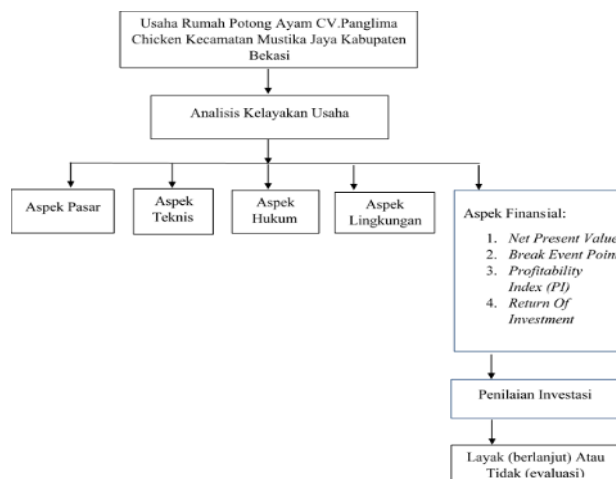 Usaha Rumah Potong Ayam CV.Panglima
Chicken Kecamatan Mustika Jaya Kabupaten
Bekasi
Analisis Kelayakan Usaha
Aspek Pasar
Aspek
Teknis
Aspek
Hukum
Aspek
Lingkungan
Aspek Finansial:
1. Net Present Value
2. Break Event Point
3. Profitability
Index (PI)
4. Return Of
Investment
Penilaian Investasi
Layak (berlanjut) Atau
Tidak (evaluasi)